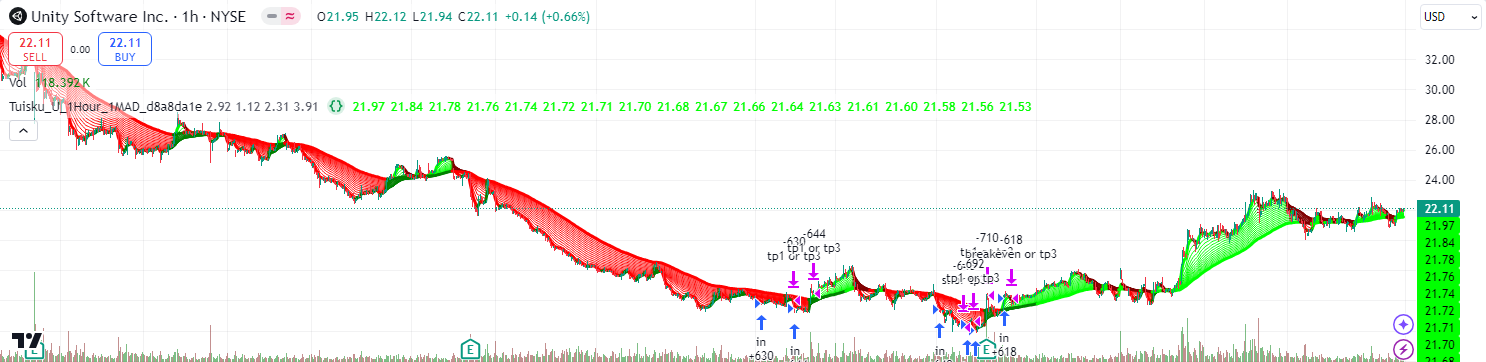 Unity Software Inc. · 1h · NYSE O21.95 H22.12 L21.94 C22.11 +0.14 (+0.66%)
USD
22.11
SELL
0.00
22.11
BUY
Vol 118.392 K
Tuisku_U_1Hour_1MAD_d8a8da1e 2.92 1.12 2.31 3.91 {} 21.97 21.84 21.78 21.76 21.74 21.72 21.71 21.70 21.68 21.67 21.66 21.64 21.63 21.61 21.60 21.58 21.56 21.53
32.00
30.00
28.00
26.00
24.00
22.11
21.97
21.84
21.78
21.76
21.74
21.72
21.71
21.70
-644
-630
tp1 or tp3
-710 -618
breakeven or tp3
-692
tp1 or tp3
in
+630
in
in
in
+618
E
E
E